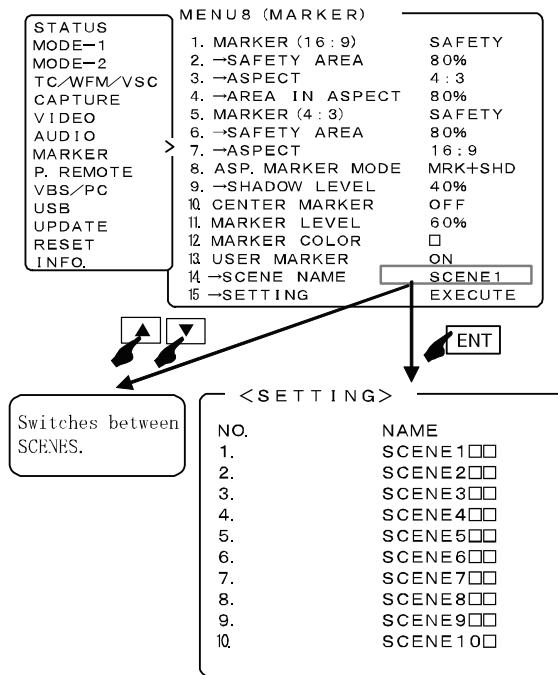 STATUS
MODE-1
MODE-2
TC/WFM/VSC
CAPTURE
VIDEO
AUDIO
MARKER
P. REMOTE
VBS/PC
USB
UPDATE
RESET
INFO.
>
MENU8 (MARKER)
1. MARKER (16:9) SAFETY
2. →SAFETY AREA 80%
3. →ASPECT 4:3
4. →AREA IN ASPECT 80%
5. MARKER (4:3) SAFETY
6. →SAFETY AREA 80%
7. →ASPECT 16:9
8. ASP. MARKER MODE MRK+SHD
9. →SHADOW LEVEL 40%
10. CENTER MARKER OFF
11. MARKER LEVEL 60%
12. MARKER COLOR □
13. USER MARKER ON
14. →SCENE NAME SCENE1
15 →SETTING EXECUTE
▲ ▼
ENT
Switches between
SCENES.
<SETTING>
NO. NAME
1. SCENE1□□
2. SCENE2□□
3. SCENE3□□
4. SCENE4□□
5. SCENE5□□
6. SCENE6□□
7. SCENE7□□
8. SCENE8□□
9. SCENE9□□
10. SCENE10□